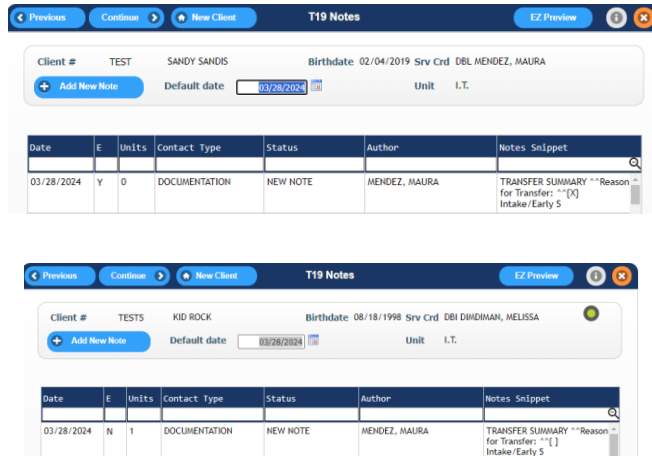 Previous Continue New Client T19 Notes EZ Preview
Client # TEST SANDY SANDIS Birthdate 02/04/2019 Srv Crd DBL MENDEZ, MAURA
Add New Note Default date 03/28/2024 Unit I.T.
Date E Units Contact Type Status Author Notes Snippet
03/28/2024 Y 0 DOCUMENTATION NEW NOTE MENDEZ, MAURA TRANSFER SUMMARY ^^Reason
for Transfer: ^^[X]
Intake/Early S
Previous Continue New Client T19 Notes EZ Preview
Client # TEST5 KID ROCK Birthdate 08/18/1998 Srv Crd DBI DIMDIMAN, MELISSA
Add New Note Default date 03/28/2024 Unit I.T.
Date E Units Contact Type Status Author Notes Snippet
03/28/2024 N 1 DOCUMENTATION NEW NOTE MENDEZ, MAURA TRANSFER SUMMARY ^^Reason
for Transfer: ^^[ ]
Intake/Early S